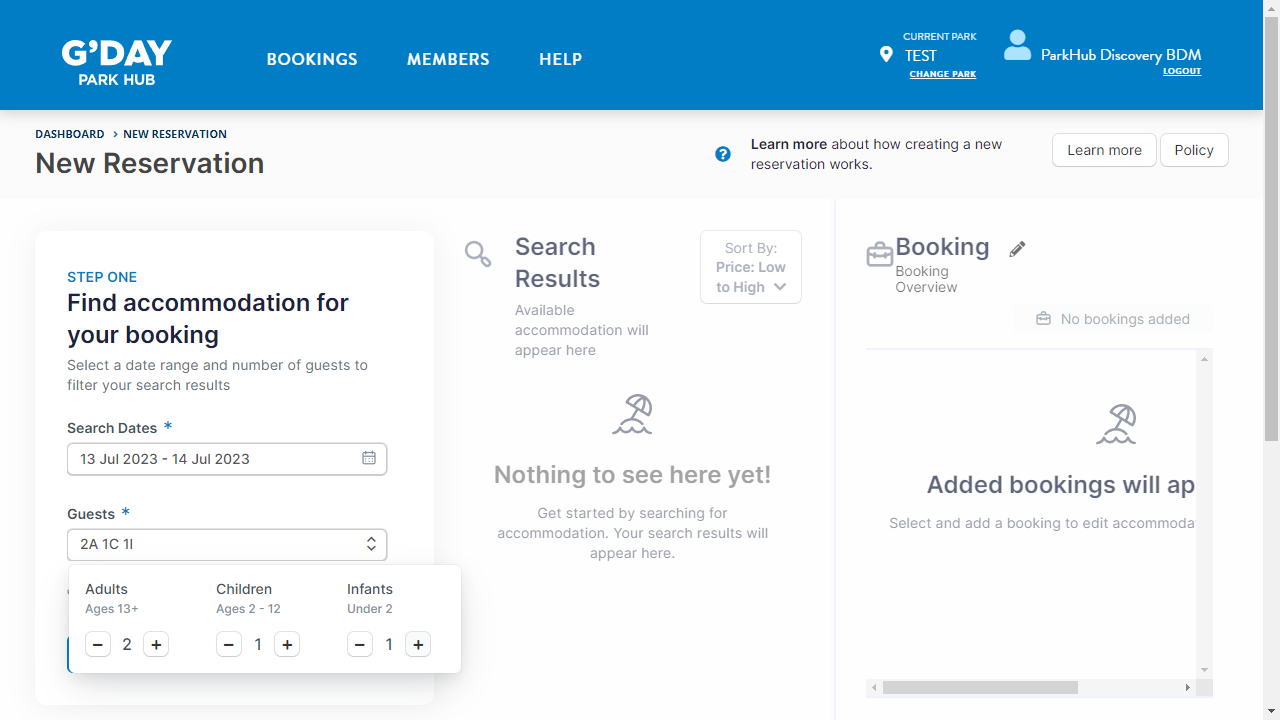 G'DAY
PARK HUB
BOOKINGS
MEMBERS
HELP
CURRENT PARK
TEST
CHANGE PARK
ParkHub Discovery BDM
LOGOUT
DASHBOARD > NEW RESERVATION
New Reservation
Learn more about how creating a new
reservation works.
Learn more
Policy
STEP ONE
Find accommodation for
your booking
Select a date range and number of guests to
filter your search results
Search Dates *
13 Jul 2023 - 14 Jul 2023
Guests *
2A 1C 1I
Adults
Ages 13+
2
Children
Ages 2 - 12
1
Infants
Under 2
1
Search
Results
Available
accommodation will
appear here
Sort By:
Price: Low
to High
Nothing to see here yet!
Get started by searching for
accommodation. Your search results will
appear here.
Booking
Booking
Overview
No bookings added
Added bookings will ap
Select and add a booking to edit accommoda